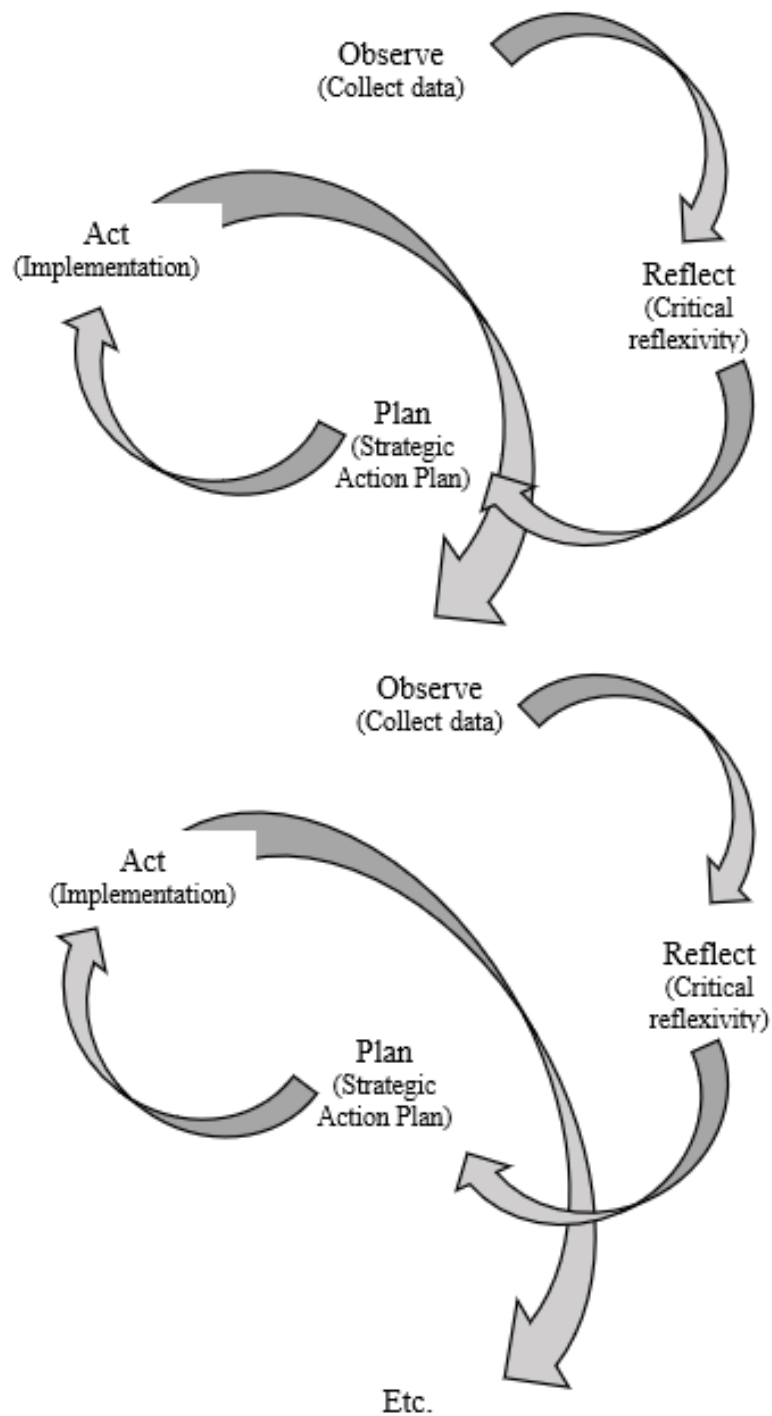 Observe
(Collect data)
Reflect
(Critical
reflexivity)
Plan
(Strategic
Action Plan)
Act
(Implementation)
Observe
(Collect data)
Reflect
(Critical
reflexivity)
Plan
(Strategic
Action Plan)
Act
(Implementation)
Etc.